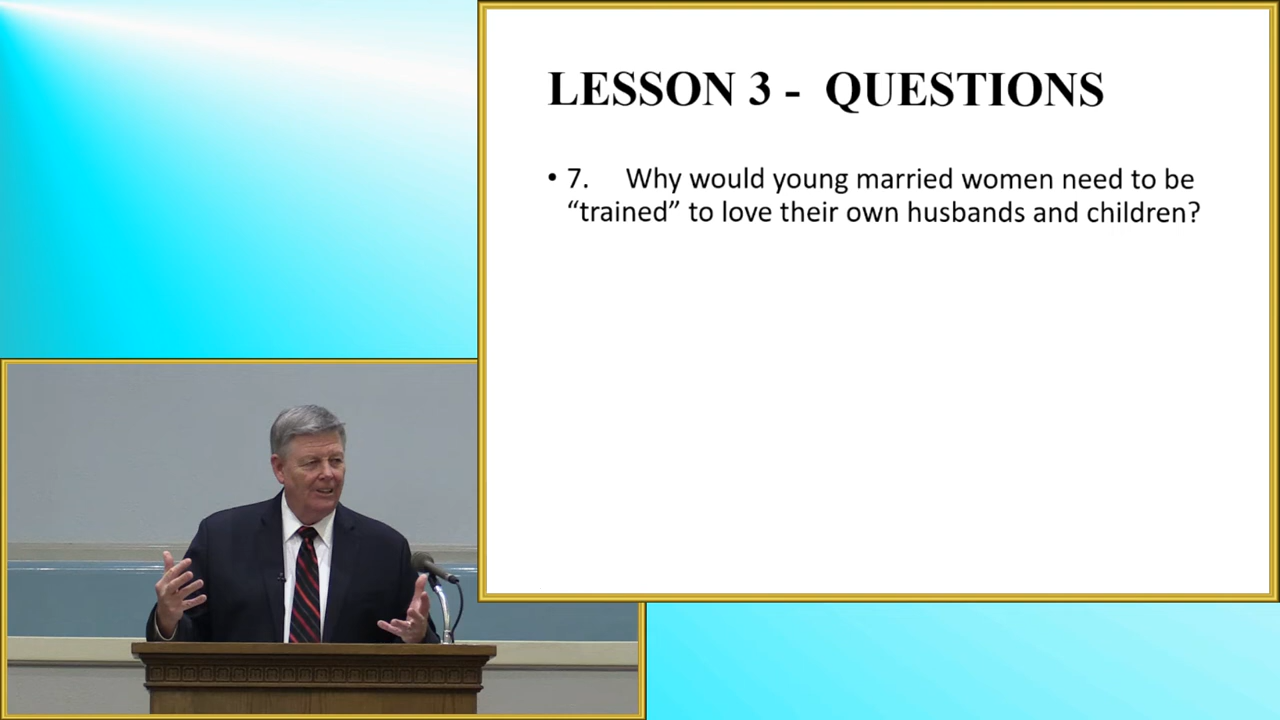 LESSON 3 - QUESTIONS
• 7. Why would young married women need to be
“trained” to love their own husbands and children?